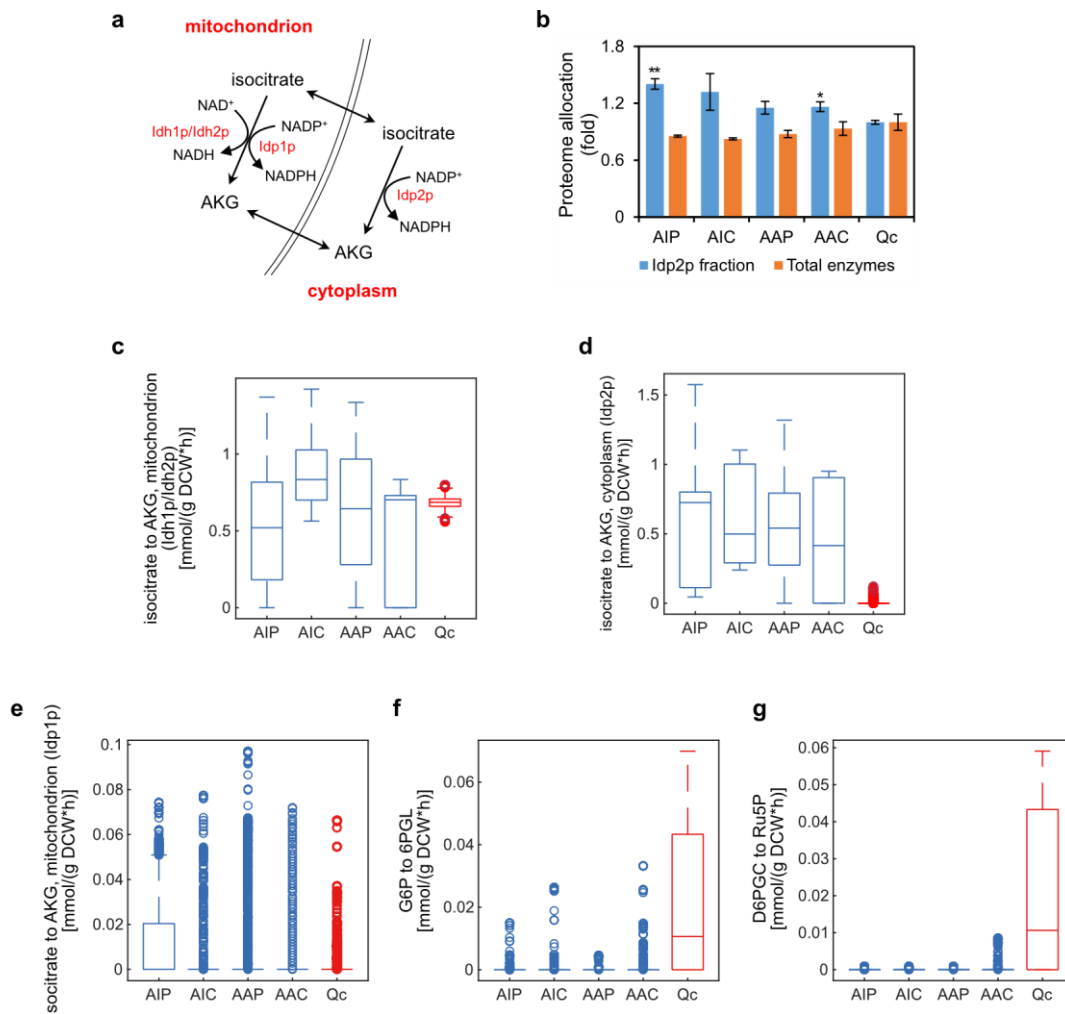 a
mitochondrion
isocitrate
NAD+
Idh1p/Idh2p
NADH
NADP+
Idp1p
NADPH
AKG
isocitrate
NADP+
Idp2p
NADPH
AKG
cytoplasm
b
Proteome allocation
(fold)
1.8
1.2
0.6
0
**
*
AIP AIC AAP AAC Qc
Idp2p fraction Total enzymes
c
isocitrate to AKG, mitochondrion
(Idh1p/Idh2p)
[mmol/(g DCW*h)]
1
0.5
0
AIP AIC AAP AAC Qc
d
isocitrate to AKG, cytoplasm (Idp2p)
[mmol/(g DCW*h)]
1.5
1
0.5
0
AIP AIC AAP AAC Qc
e
socitrate to AKG, mitochondrion (Idp1p)
[mmol/(g DCW*h)]
0.1
0.08
0.06
0.04
0.02
0
AIP AIC AAP AAC Qc
f
G6P to 6PGL
[mmol/(g DCW*h)]
0.06
0.04
0.02
0
AIP AIC AAP AAC Qc
g
D6PGC to Ru5P
[mmol/(g DCW*h)]
0.06
0.05
0.04
0.03
0.02
0.01
0
AIP AIC AAP AAC Qc